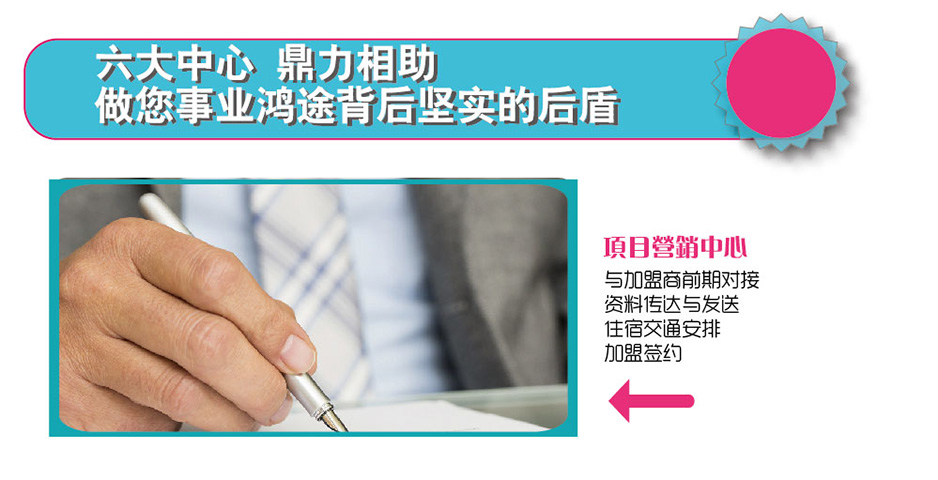 六大中心 鼎力相助
做您事业鸿途背后坚实的后盾
項目營銷中心
与加盟商前期对接
资料传达与发送
住宿交通安排
加盟签约